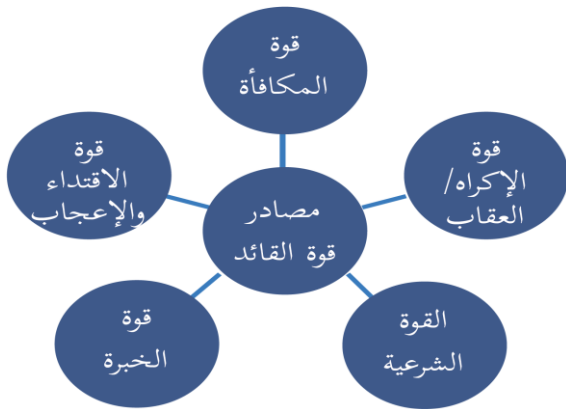 قوة
المكافأة
قوة
الإكراه/
العقاب
قوة
الاقتداء
والإعجاب
مصادر
قوة القائد
القوة
الشرعية
قوة
الخبرة